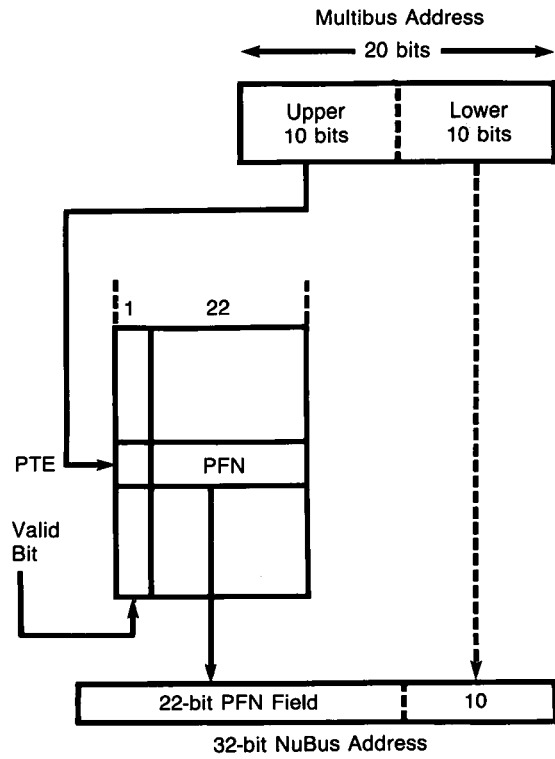 Multibus Address
20 bits
Upper
10 bits
Lower
10 bits
1
22
PTE
PFN
Valid
Bit
22-bit PFN Field
10
32-bit NuBus Address